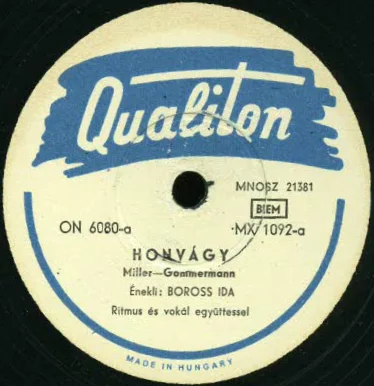 Qualiton
MNOSZ 21381
BIEM
ON 6080-a
MX 1092-a
HONVÁGY
Miller—Gommermann
Énekli: BOROSS IDA
Ritmus és vokál együttessel
MADE IN HUNGARY